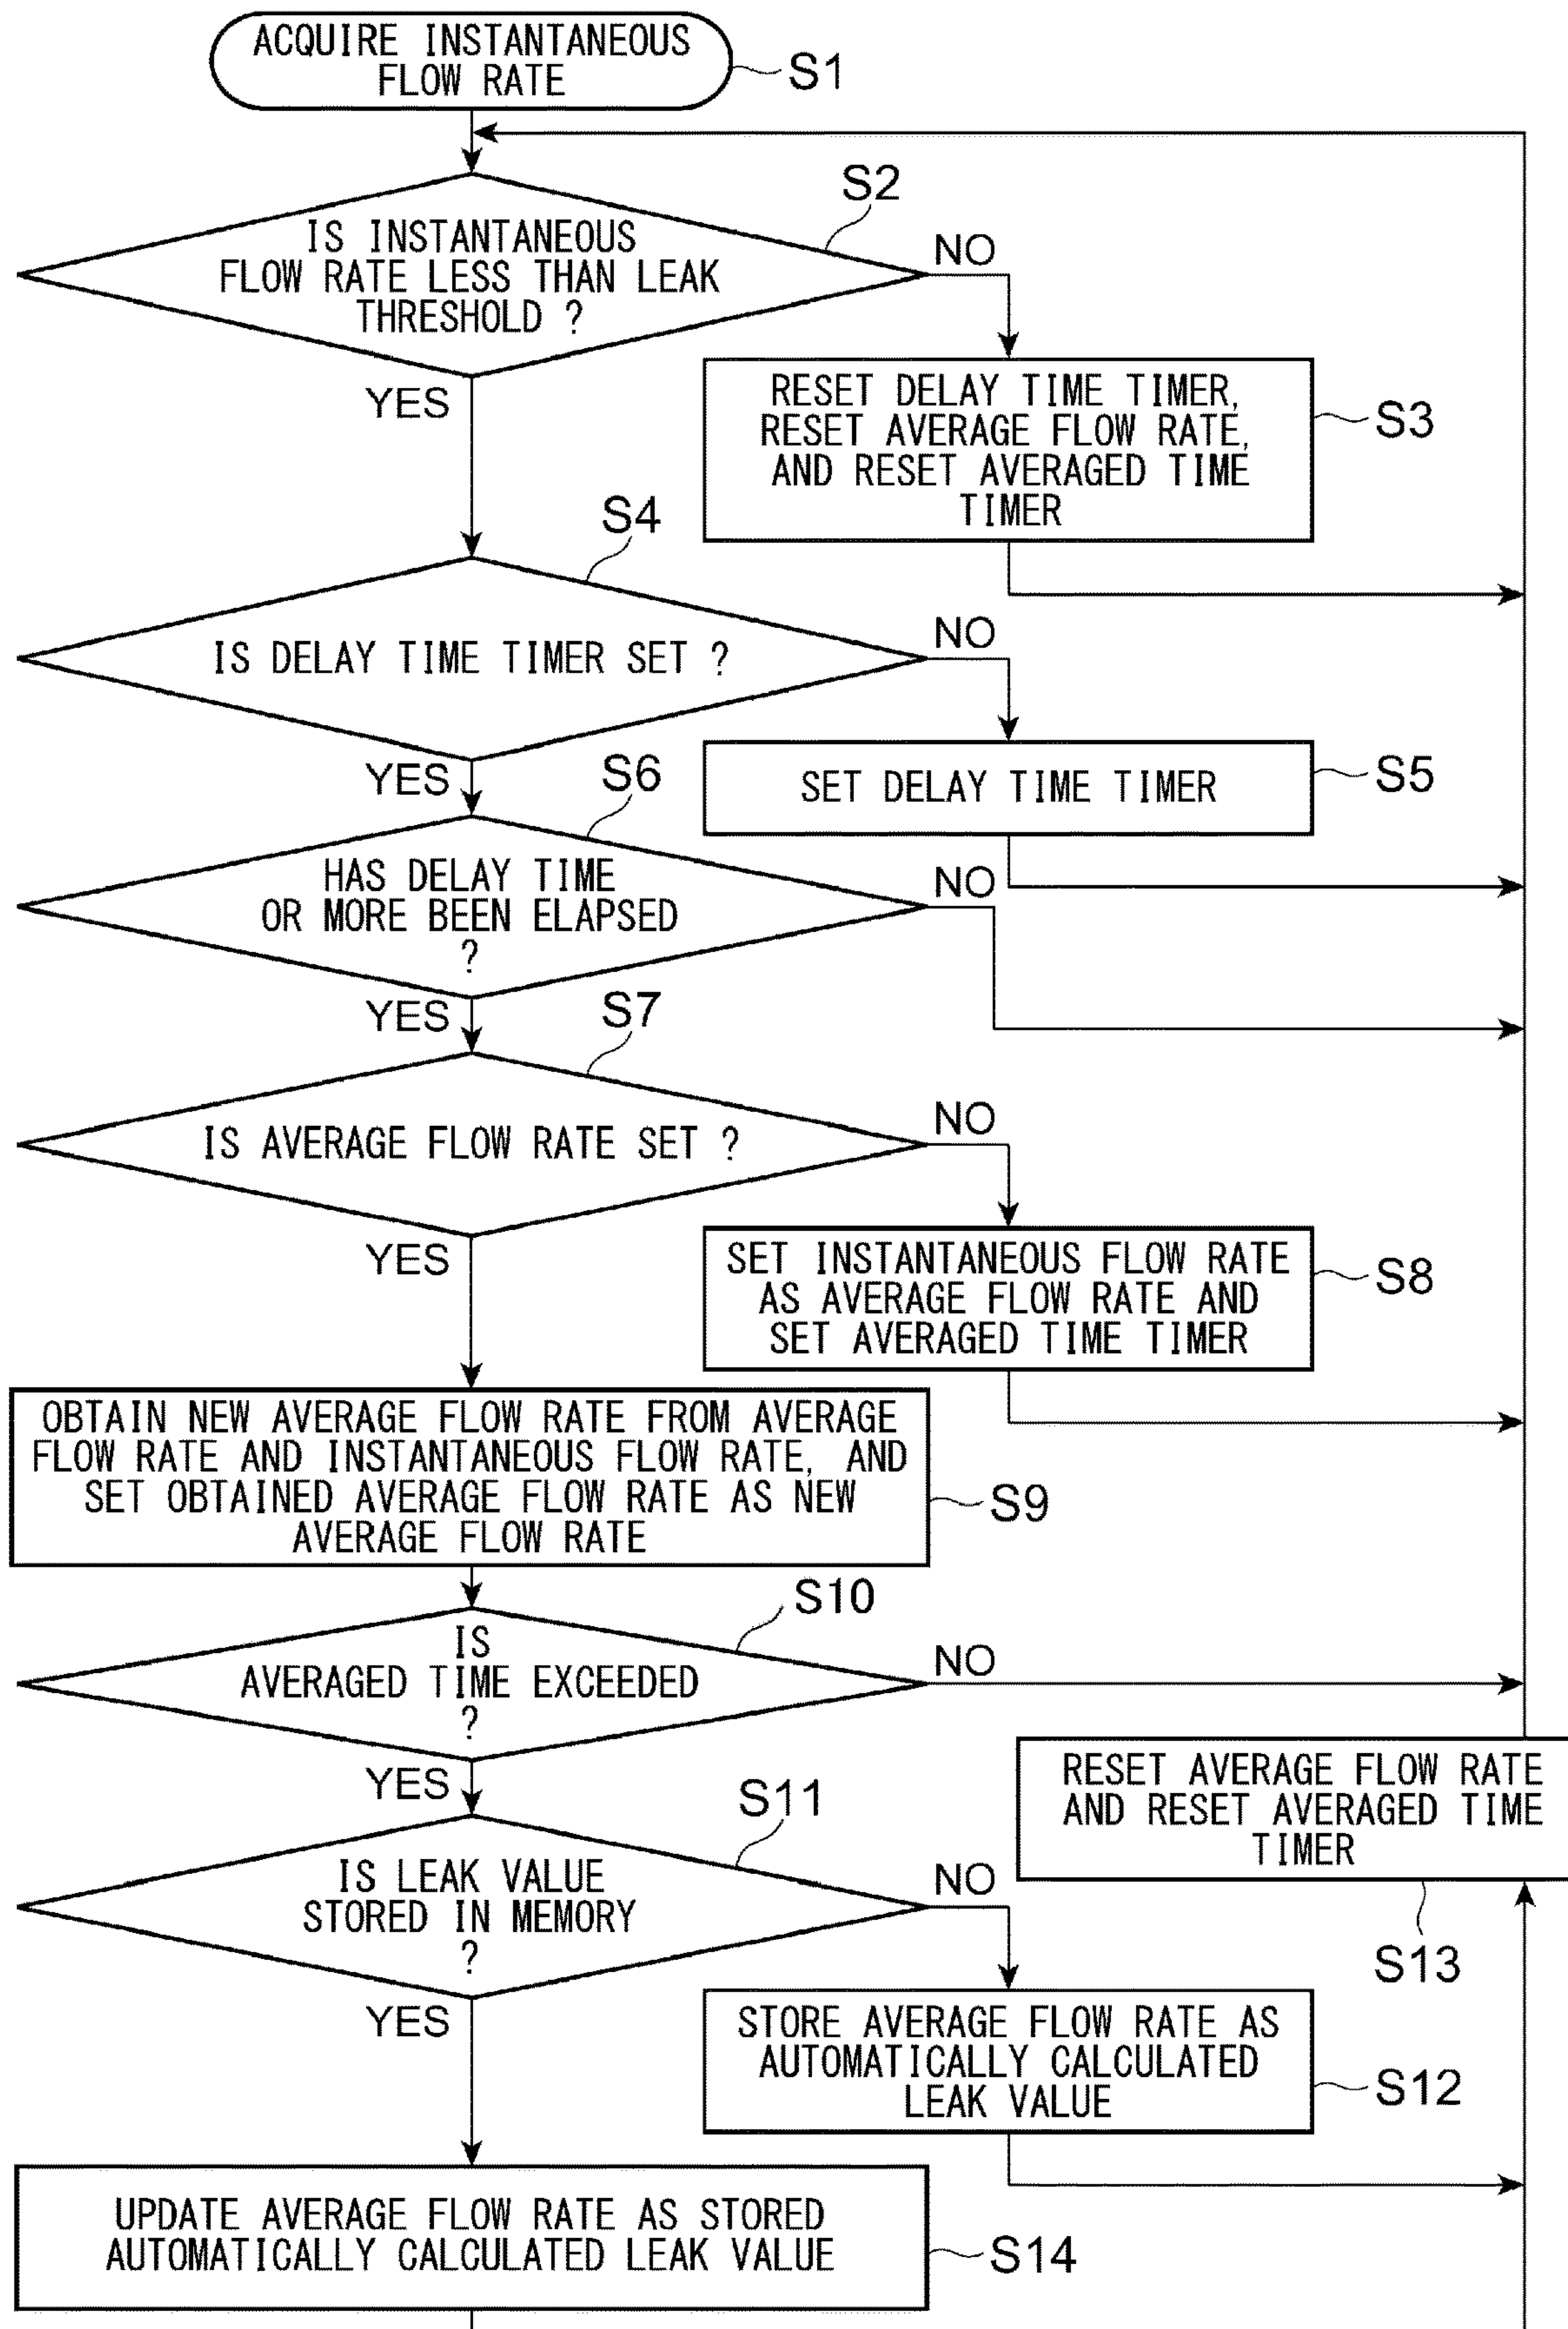 ACQUIRE INSTANTANEOUS
FLOW RATE
S1
S2
IS INSTANTANEOUS
FLOW RATE LESS THAN LEAK
THRESHOLD ?
NO
YES
RESET DELAY TIME TIMER,
RESET AVERAGE FLOW RATE,
AND RESET AVERAGED TIME
TIMER
S3
S4
IS DELAY TIME TIMER SET ?
NO
YES
SET DELAY TIME TIMER
S5
S6
HAS DELAY TIME
OR MORE BEEN ELAPSED
?
NO
YES
S7
IS AVERAGE FLOW RATE SET ?
NO
YES
SET INSTANTANEOUS FLOW RATE
AS AVERAGE FLOW RATE AND
SET AVERAGED TIME TIMER
S8
OBTAIN NEW AVERAGE FLOW RATE FROM AVERAGE
FLOW RATE AND INSTANTANEOUS FLOW RATE, AND
SET OBTAINED AVERAGE FLOW RATE AS NEW
AVERAGE FLOW RATE
S9
S10
IS
AVERAGED TIME EXCEEDED
?
NO
YES
RESET AVERAGE FLOW RATE
AND RESET AVERAGED TIME
TIMER
S13
S11
IS LEAK VALUE
STORED IN MEMORY
?
NO
YES
STORE AVERAGE FLOW RATE AS
AUTOMATICALLY CALCULATED
LEAK VALUE
S12
UPDATE AVERAGE FLOW RATE AS STORED
AUTOMATICALLY CALCULATED LEAK VALUE
S14